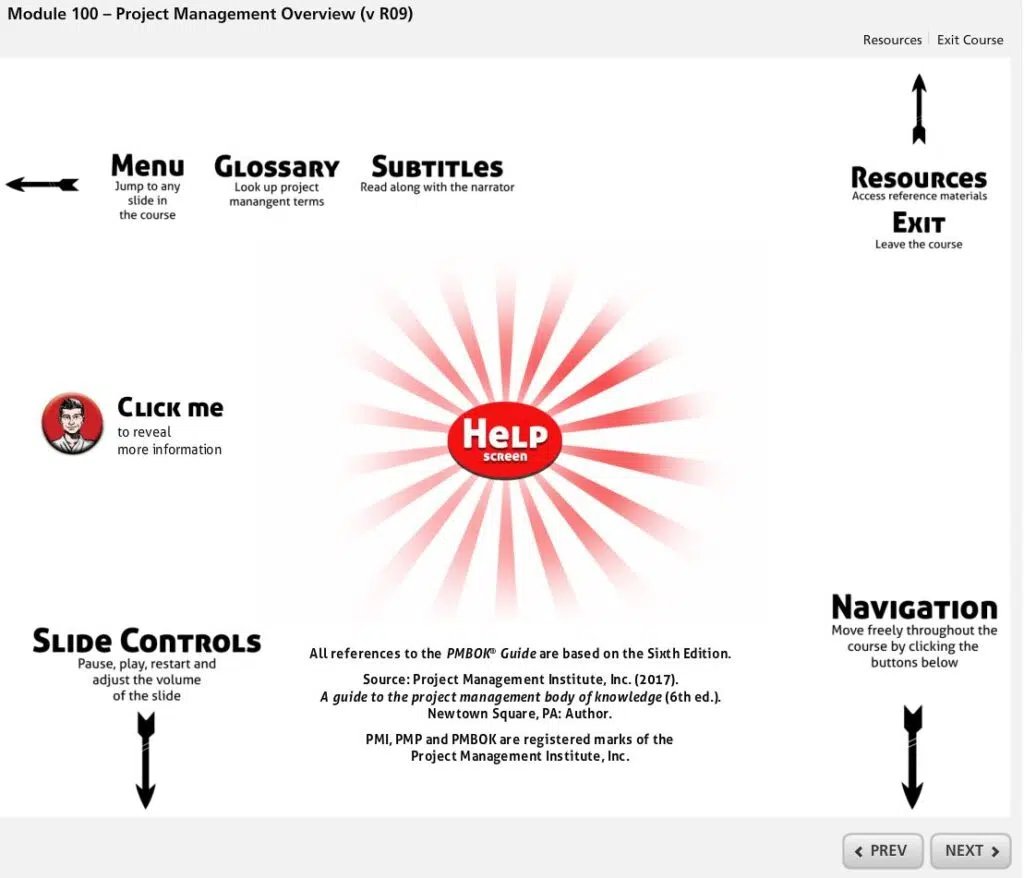 Module 100 – Project Management Overview (v R09)
Resources
Exit Course
Menu
Jump to any
slide in
the course
Glossary
Look up project
manangent terms
Subtitles
Read along with the narrator
Resources
Access reference materials
Exit
Leave the course
Click me
to reveal
more information
Help
screen
Slide Controls
Pause, play, restart and
adjust the volume
of the slide
All references to the PMBOK® Guide are based on the Sixth Edition.
Source: Project Management Institute, Inc. (2017).
A guide to the project management body of knowledge (6th ed.).
Newtown Square, PA: Author.
PMI, PMP and PMBOK are registered marks of the
Project Management Institute, Inc.
Navigation
Move freely throughout the
course by clicking the
buttons below
PREV
NEXT